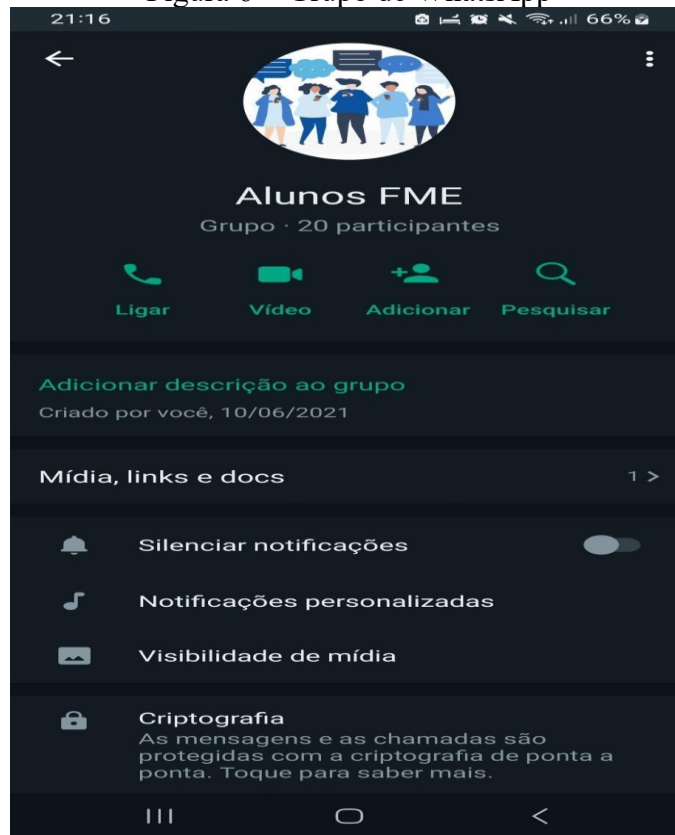 21:16 66%
Alunos FME
Grupo · 20 participantes
Ligar Vídeo Adicionar Pesquisar
Adicionar descrição ao grupo
Criado por você, 10/06/2021
Mídia, links e docs 1 >
Silenciar notificações
Notificações personalizadas
Visibilidade de mídia
Criptografia
As mensagens e as chamadas são
protegidas com a criptografia de ponta a
ponta. Toque para saber mais.